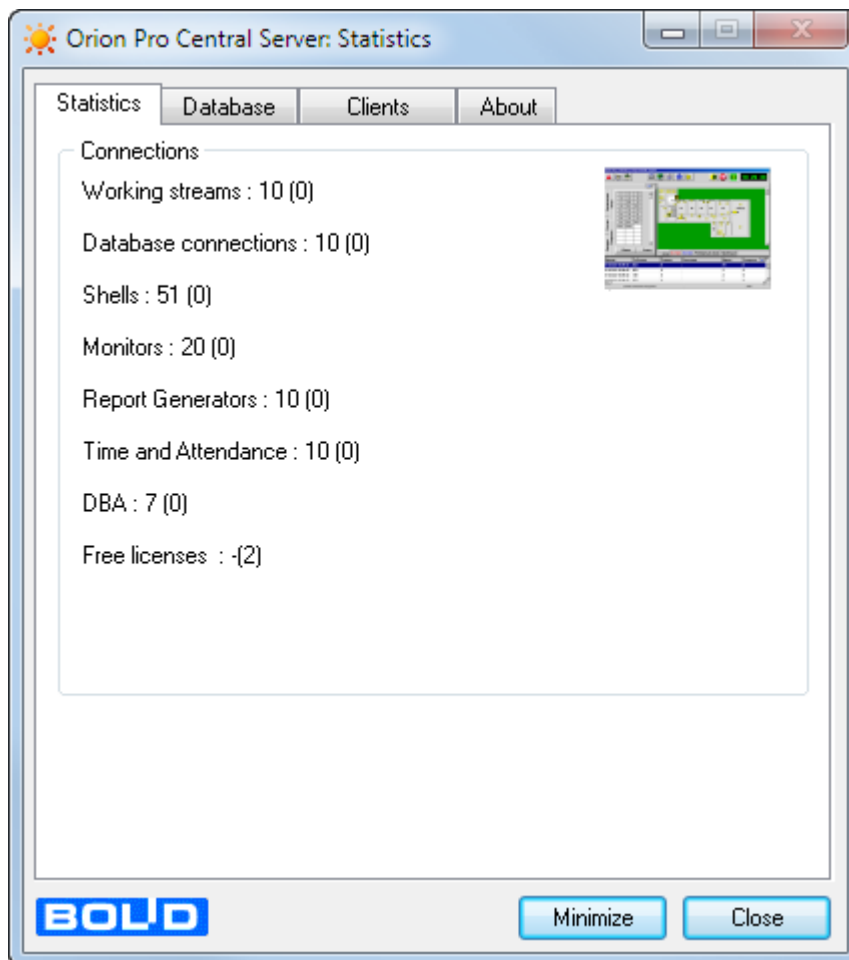 Orion Pro Central Server: Statistics
Statistics Database Clients About
Connections
Working streams : 10 (0)
Database connections : 10 (0)
Shells : 51 (0)
Monitors : 20 (0)
Report Generators : 10 (0)
Time and Attendance : 10 (0)
DBA : 7 (0)
Free licenses  : -(2)
BOLID
Minimize Close